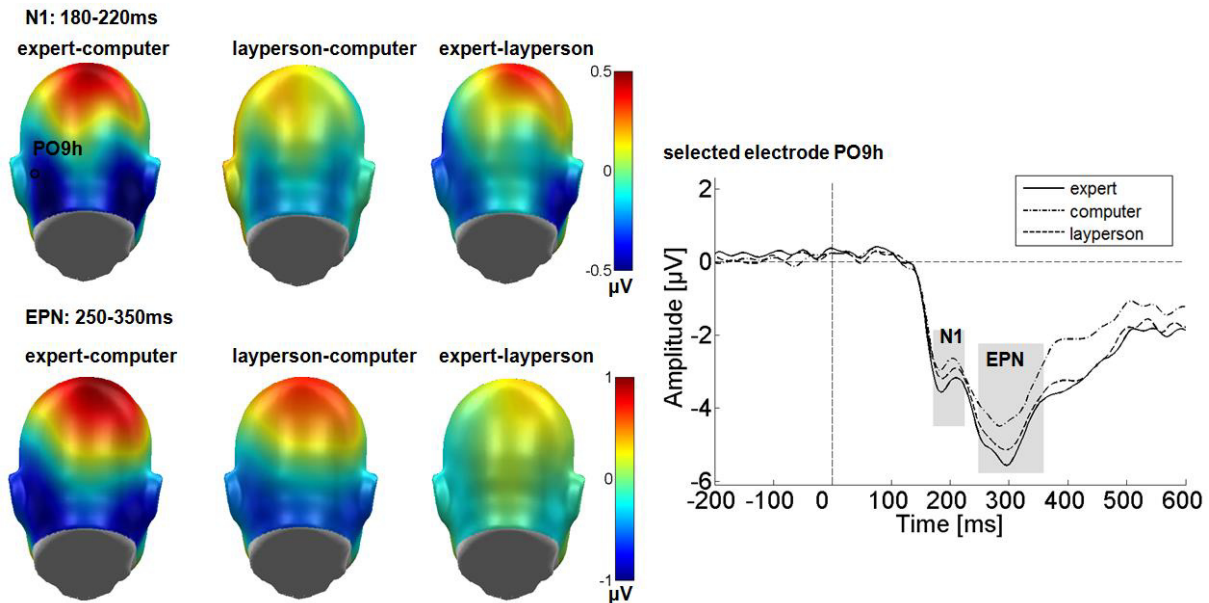 N1: 180-220ms
expert-computer
layperson-computer
expert-layperson
0.5
0
-0.5
µV
PO9h
EPN: 250-350ms
expert-computer
layperson-computer
expert-layperson
1
0
-1
µV
selected electrode PO9h
expert
computer
layperson
N1
EPN
Amplitude [µV]
2
0
-2
-4
-6
-200 -100 0 100 200 300 400 500 600
Time [ms]